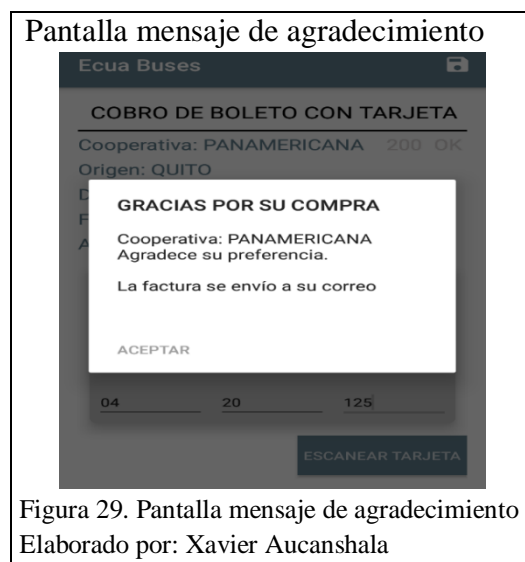 Pantalla mensaje de agradecimiento
Ecua Buses
COBRO DE BOLETO CON TARJETA
Cooperativa: PANAMERICANA 200 OK
Origen: QUITO
D
F
A
GRACIAS POR SU COMPRA
Cooperativa: PANAMERICANA
Agradece su preferencia.
La factura se envío a su correo
ACEPTAR
04 20 125
ESCANEAR TARJETA
Figura 29. Pantalla mensaje de agradecimiento
Elaborado por: Xavier Aucanshala